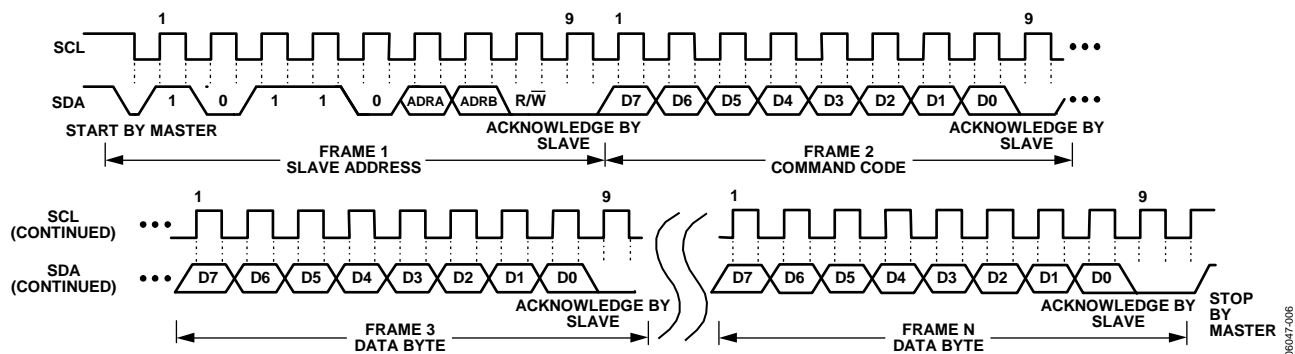 1 9 1 9
SCL
SDA 1 0 1 1 0 ADRA ADRB R/W̅ D7 D6 D5 D4 D3 D2 D1 D0
START BY MASTER ACKNOWLEDGE BY SLAVE ACKNOWLEDGE BY SLAVE
FRAME 1 SLAVE ADDRESS FRAME 2 COMMAND CODE
1 9 1 9
SCL (CONTINUED)
SDA (CONTINUED) D7 D6 D5 D4 D3 D2 D1 D0 D7 D6 D5 D4 D3 D2 D1 D0
ACKNOWLEDGE BY SLAVE ACKNOWLEDGE BY SLAVE STOP BY MASTER
FRAME 3 DATA BYTE FRAME N DATA BYTE
06047-006